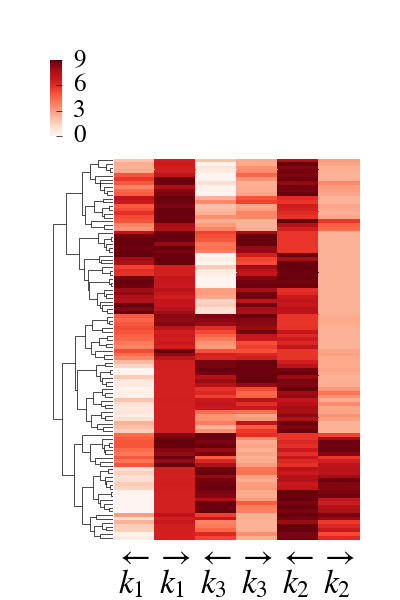 9
6
3
0
← → ← → ← →
k₁ k₁ k₃ k₃ k₂ k₂